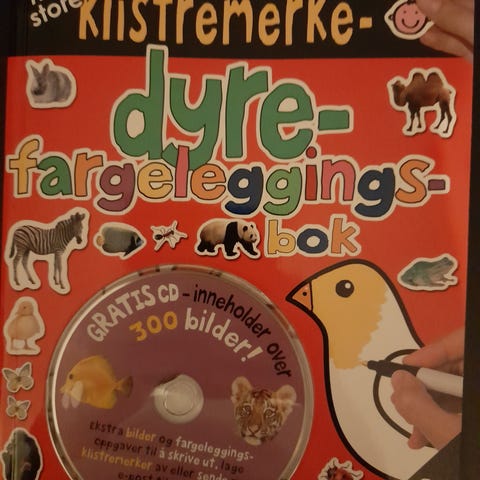 store
klistremerke-
dyre-
fargeleggings-
bok
GRATIS CD - inneholder over
300 bilder!
Ekstra bilder og fargeleggings-
oppgaver til å skrive ut, lage
klistremerker av eller sende